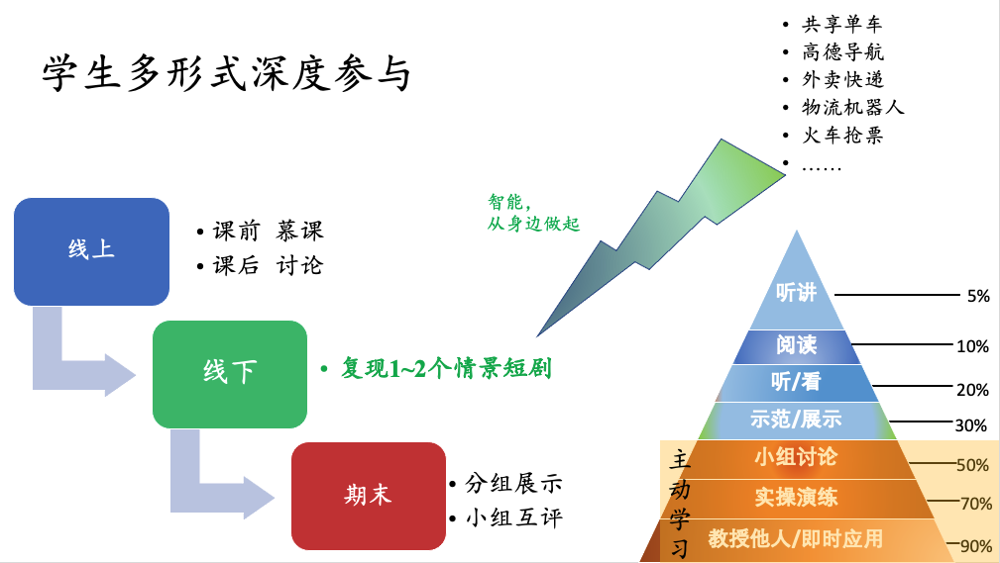 学生多形式深度参与
• 共享单车
• 高德导航
• 外卖快递
• 物流机器人
• 火车抢票
• ……
智能，
从身边做起
线上
• 课前 慕课
• 课后 讨论
线下
• 复现1~2个情景短剧
期末
• 分组展示
• 小组互评
听讲 5%
阅读 10%
听/看 20%
示范/展示 30%
主动学习
小组讨论 50%
实操演练 70%
教授他人/即时应用 90%